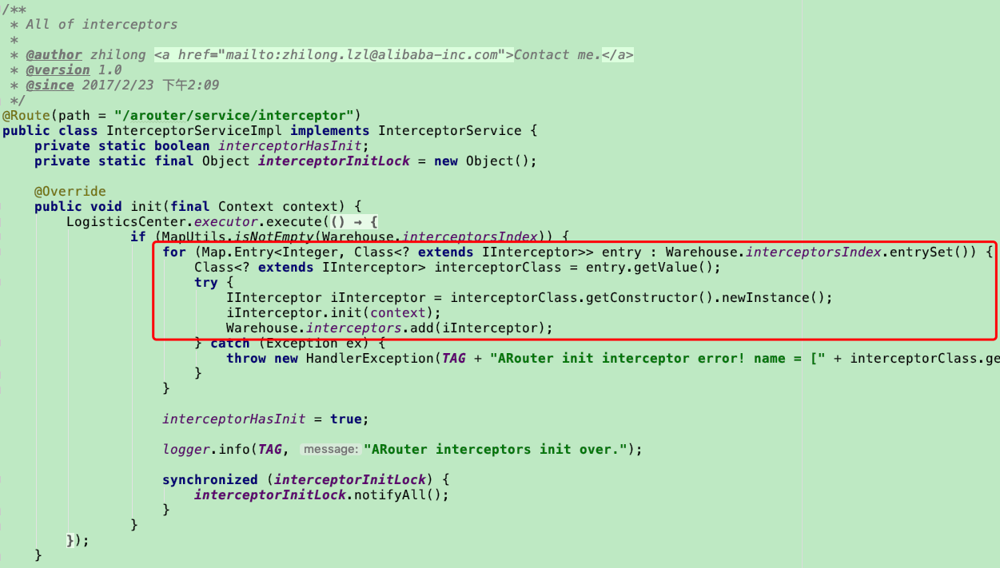 /**
 * All of interceptors
 *
 * @author zhilong <a href="mailto:zhilong.lzl@alibaba-inc.com">Contact me.</a>
 * @version 1.0
 * @since 2017/2/23 下午2:09
 */
@Route(path = "/arouter/service/interceptor")
public class InterceptorServiceImpl implements InterceptorService {
    private static boolean interceptorHasInit;
    private static final Object interceptorInitLock = new Object();

    @Override
    public void init(final Context context) {
        LogisticsCenter.executor.execute(() → {
                if (MapUtils.isNotEmpty(Warehouse.interceptorsIndex)) {
                    for (Map.Entry<Integer, Class<? extends IInterceptor>> entry : Warehouse.interceptorsIndex.entrySet()) {
                        Class<? extends IInterceptor> interceptorClass = entry.getValue();
                        try {
                            IInterceptor iInterceptor = interceptorClass.getConstructor().newInstance();
                            iInterceptor.init(context);
                            Warehouse.interceptors.add(iInterceptor);
                        } catch (Exception ex) {
                            throw new HandlerException(TAG + "ARouter init interceptor error! name = [" + interceptorClass.ge
                        }
                    }

                    interceptorHasInit = true;

                    logger.info(TAG, message: "ARouter interceptors init over.");

                    synchronized (interceptorInitLock) {
                        interceptorInitLock.notifyAll();
                    }
                }
        });
    }